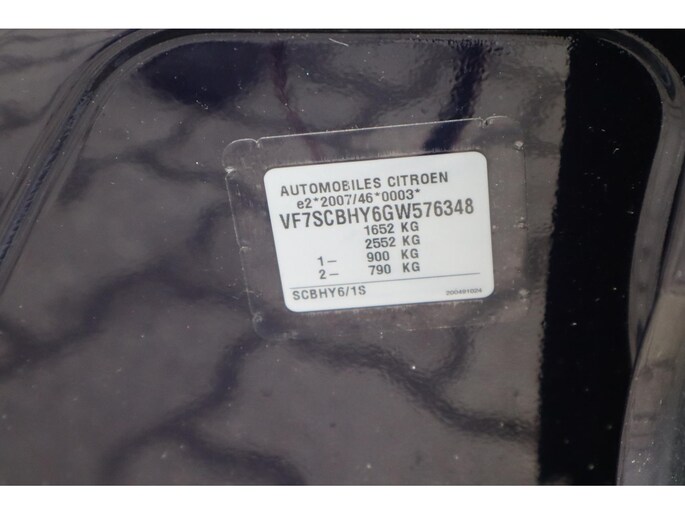 AUTOMOBILES CITROEN
e2*2007/46*0003*
VF7SCBHY6GW576348
1652 KG
2552 KG
1- 900 KG
2- 790 KG
SCBHY6/1S